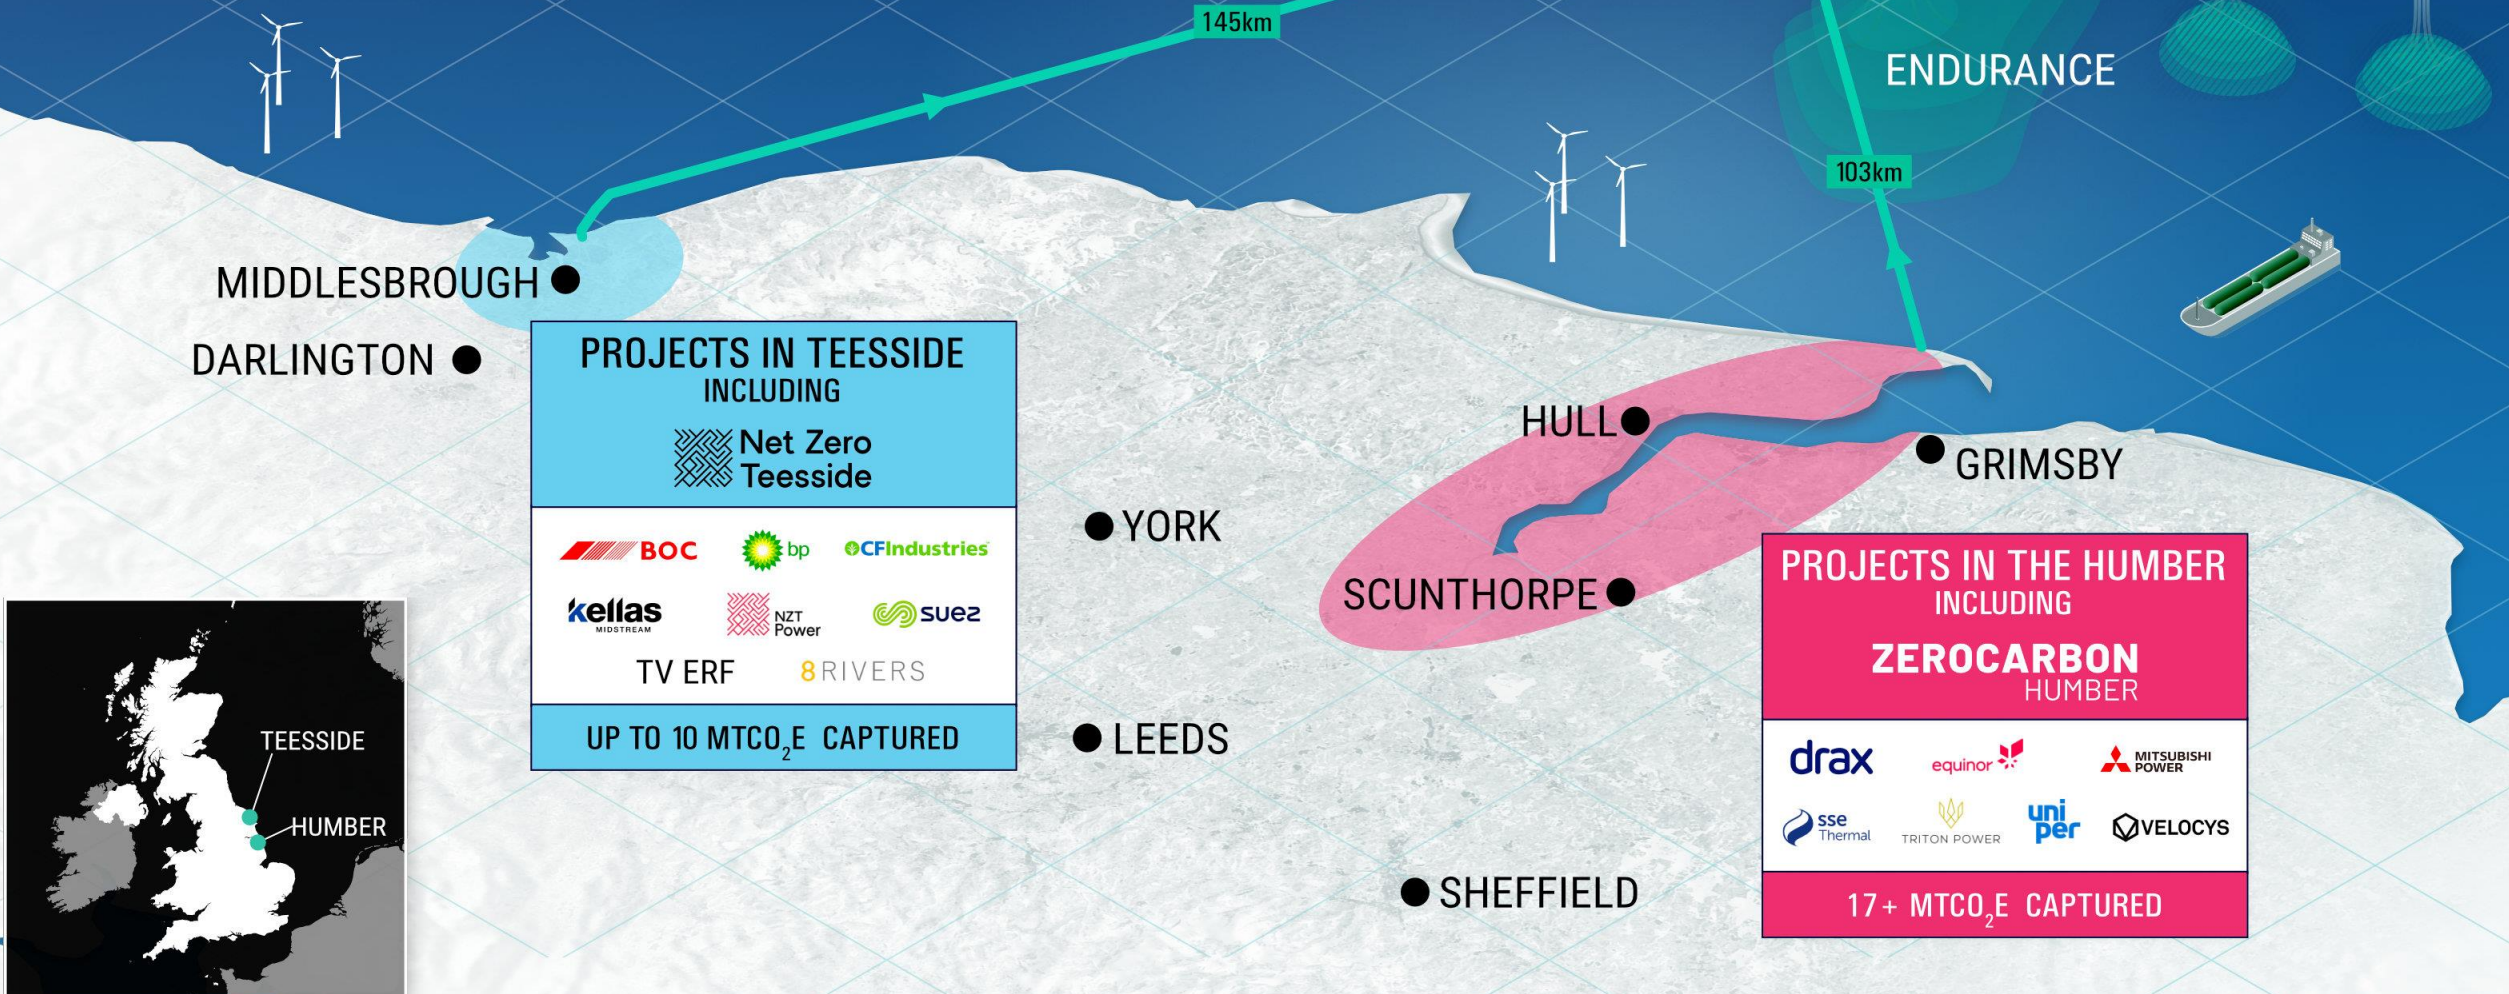 145km
ENDURANCE
103km
MIDDLESBROUGH
DARLINGTON
PROJECTS IN TEESSIDE
INCLUDING
Net Zero
Teesside
BOC
bp
CFIndustries
kellas
MIDSTREAM
NZT
Power
suez
TV ERF
8 RIVERS
UP TO 10 MTCO₂E CAPTURED
YORK
LEEDS
HULL
GRIMSBY
SCUNTHORPE
SHEFFIELD
PROJECTS IN THE HUMBER
INCLUDING
ZEROCARBON
HUMBER
drax
equinor
MITSUBISHI
POWER
sse
Thermal
TRITON POWER
uni
per
VELOCYS
17+ MTCO₂E CAPTURED
TEESSIDE
HUMBER